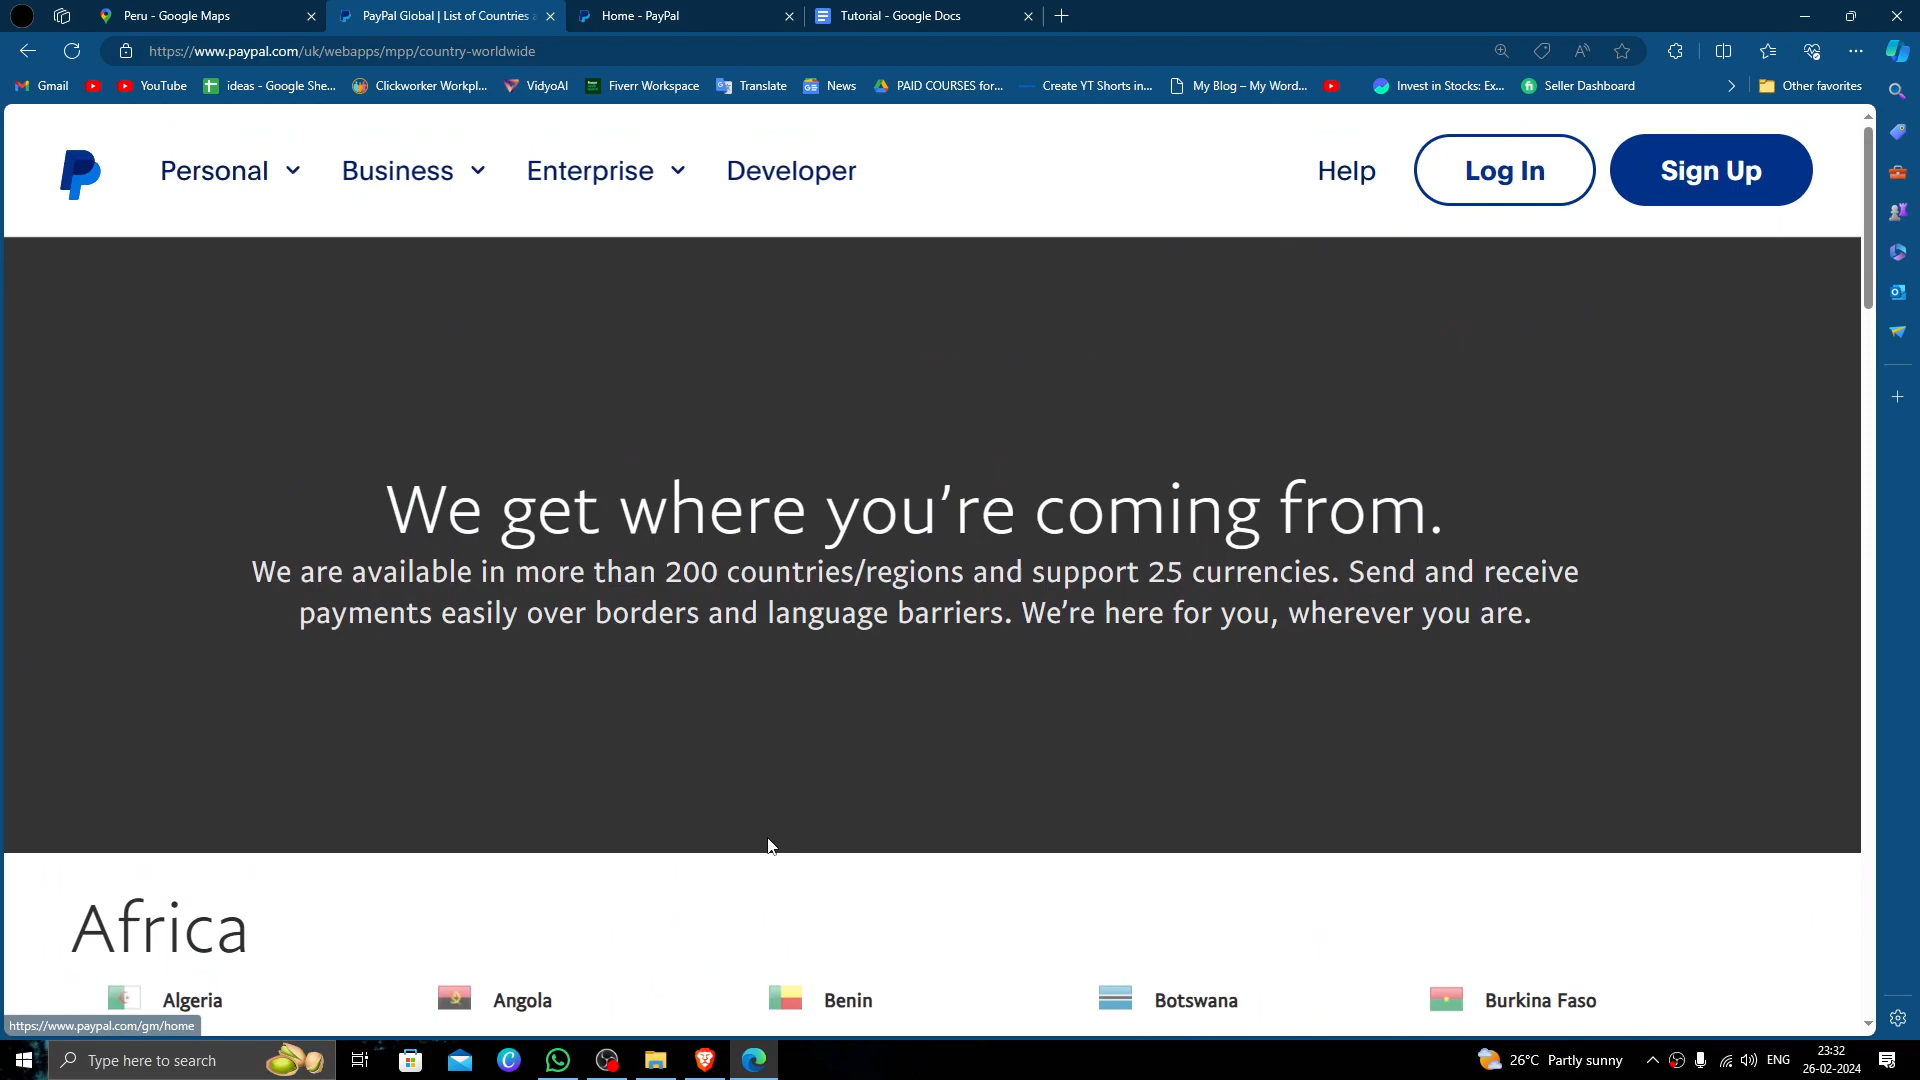 Peru - Google Maps
PayPal Global | List of Countries a
Home - PayPal
Tutorial - Google Docs
https://www.paypal.com/uk/webapps/mpp/country-worldwide
Gmail
YouTube
ideas - Google She...
Clickworker Workpl...
VidyoAI
Fiverr Workspace
Translate
News
PAID COURSES for...
Create YT Shorts in...
My Blog – My Word...
Invest in Stocks: Ex...
Seller Dashboard
Other favorites
Personal
Business
Enterprise
Developer
Help
Log In
Sign Up
We get where you’re coming from.
We are available in more than 200 countries/regions and support 25 currencies. Send and receive
payments easily over borders and language barriers. We’re here for you, wherever you are.
Africa
Algeria
Angola
Benin
Botswana
Burkina Faso
https://www.paypal.com/gm/home
Type here to search
26°C Partly sunny
ENG
23:32
26-02-2024